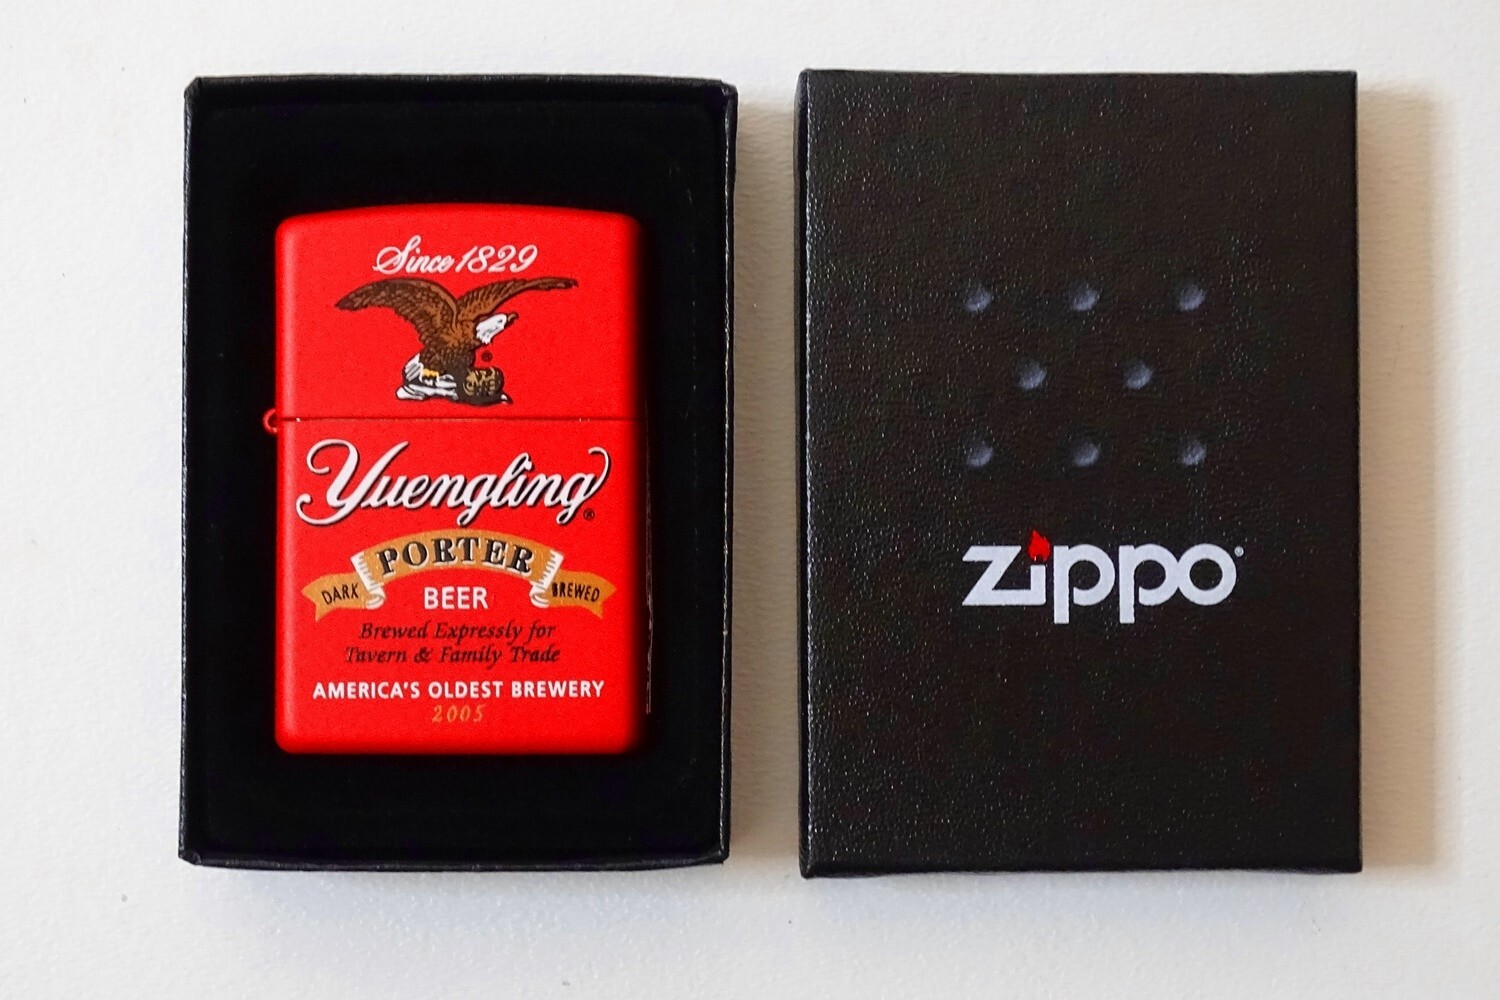 Since 1829
®
Yuengling®
PORTER
DARK BEER BREWED
Brewed Expressly for
Tavern & Family Trade
AMERICA'S OLDEST BREWERY
2005
zippo